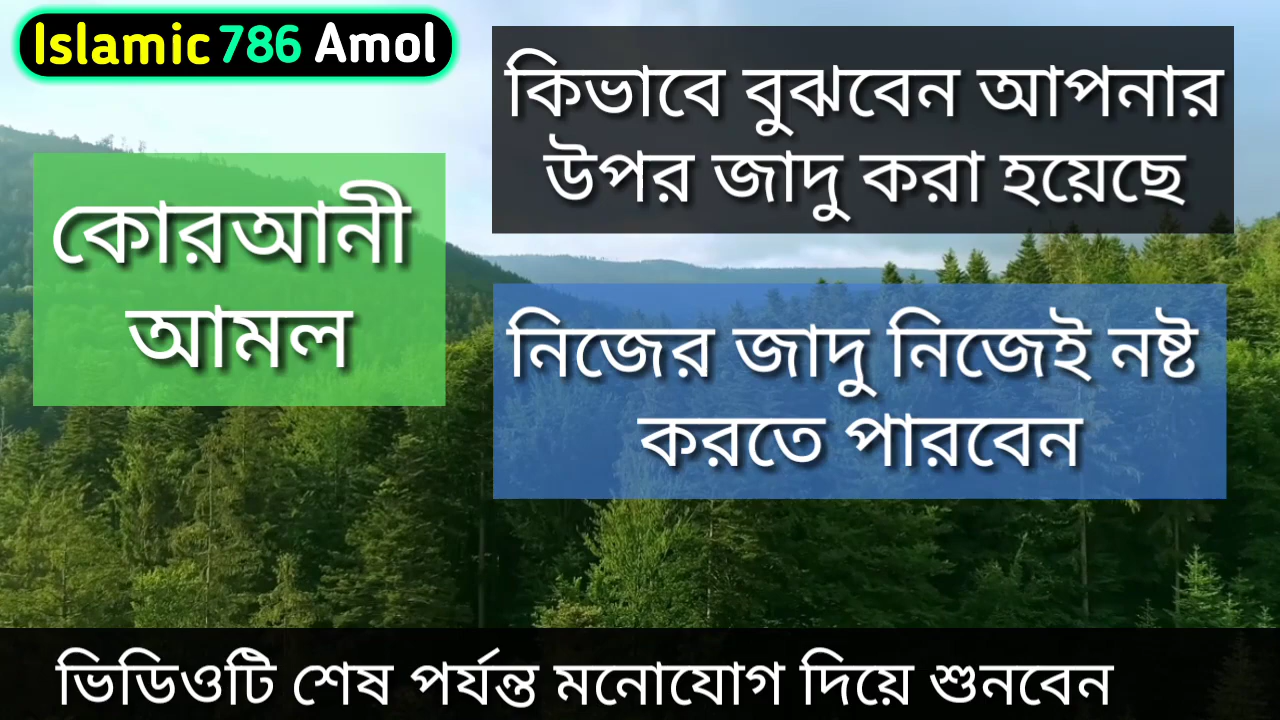 Islamic 786 Amol
কিভাবে বুঝবেন আপনার
উপর জাদু করা হয়েছে
কোরআনী
আমল
নিজের জাদু নিজেই নষ্ট
করতে পারবেন
ভিডিওটি শেষ পর্যন্ত মনোযোগ দিয়ে শুনবেন